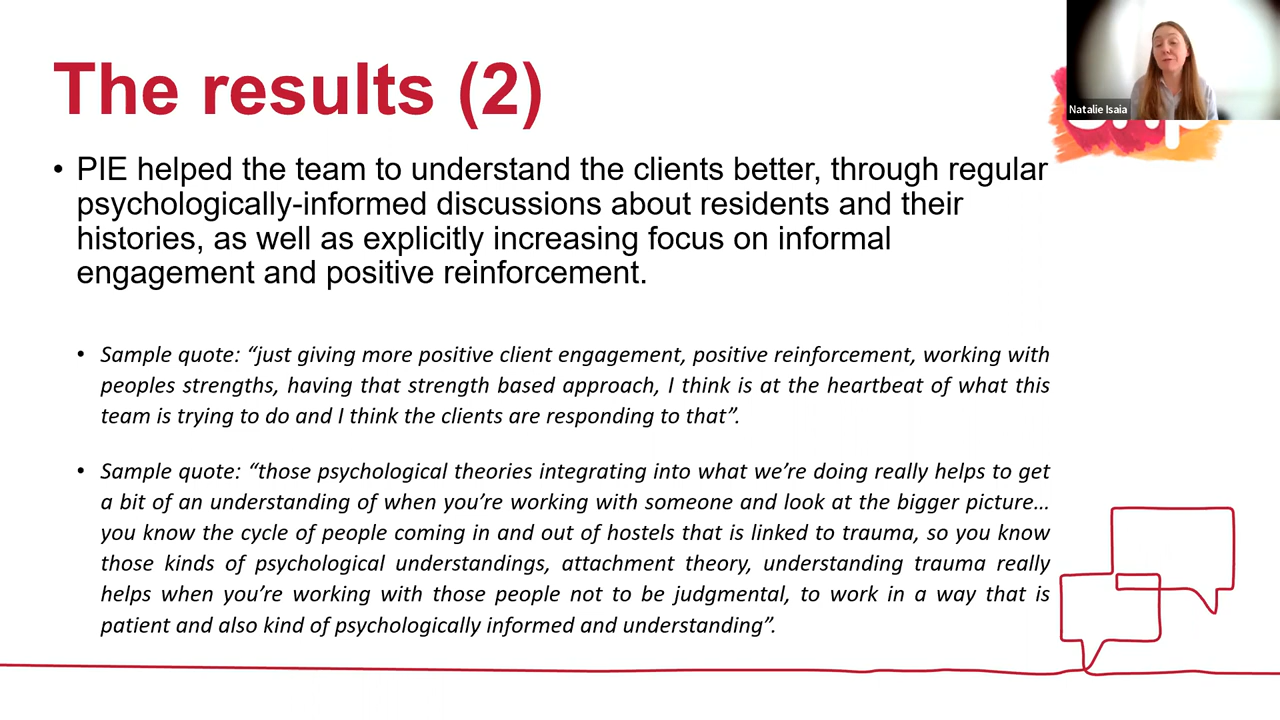 The results (2)
Natalie Isaia
• PIE helped the team to understand the clients better, through regular
psychologically-informed discussions about residents and their
histories, as well as explicitly increasing focus on informal
engagement and positive reinforcement.
• Sample quote: “just giving more positive client engagement, positive reinforcement, working with
peoples strengths, having that strength based approach, I think is at the heartbeat of what this
team is trying to do and I think the clients are responding to that”.
• Sample quote: “those psychological theories integrating into what we’re doing really helps to get
a bit of an understanding of when you’re working with someone and look at the bigger picture…
you know the cycle of people coming in and out of hostels that is linked to trauma, so you know
those kinds of psychological understandings, attachment theory, understanding trauma really
helps when you’re working with those people not to be judgmental, to work in a way that is
patient and also kind of psychologically informed and understanding”.